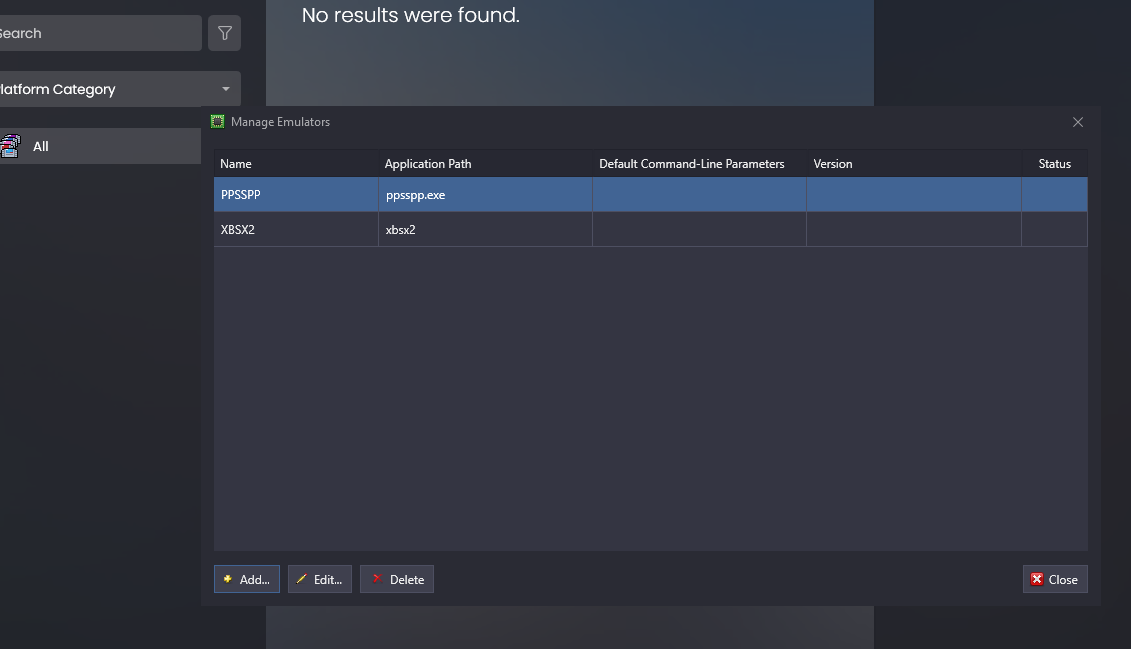 No results were found.
Search
latform Category
All
Manage Emulators
Name Application Path Default Command-Line Parameters Version Status
PPSSPP ppsspp.exe
XBSX2 xbsx2
Add... Edit... Delete Close